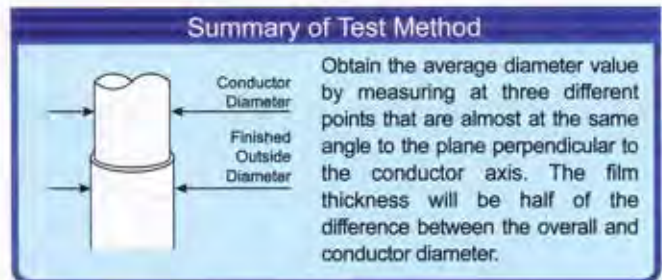 Summary of Test Method
Conductor
Diameter
Finished
Outside
Diameter
Obtain the average diameter value
by measuring at three different
points that are almost at the same
angle to the plane perpendicular to
the conductor axis. The film
thickness will be half of the
difference between the overall and
conductor diameter.